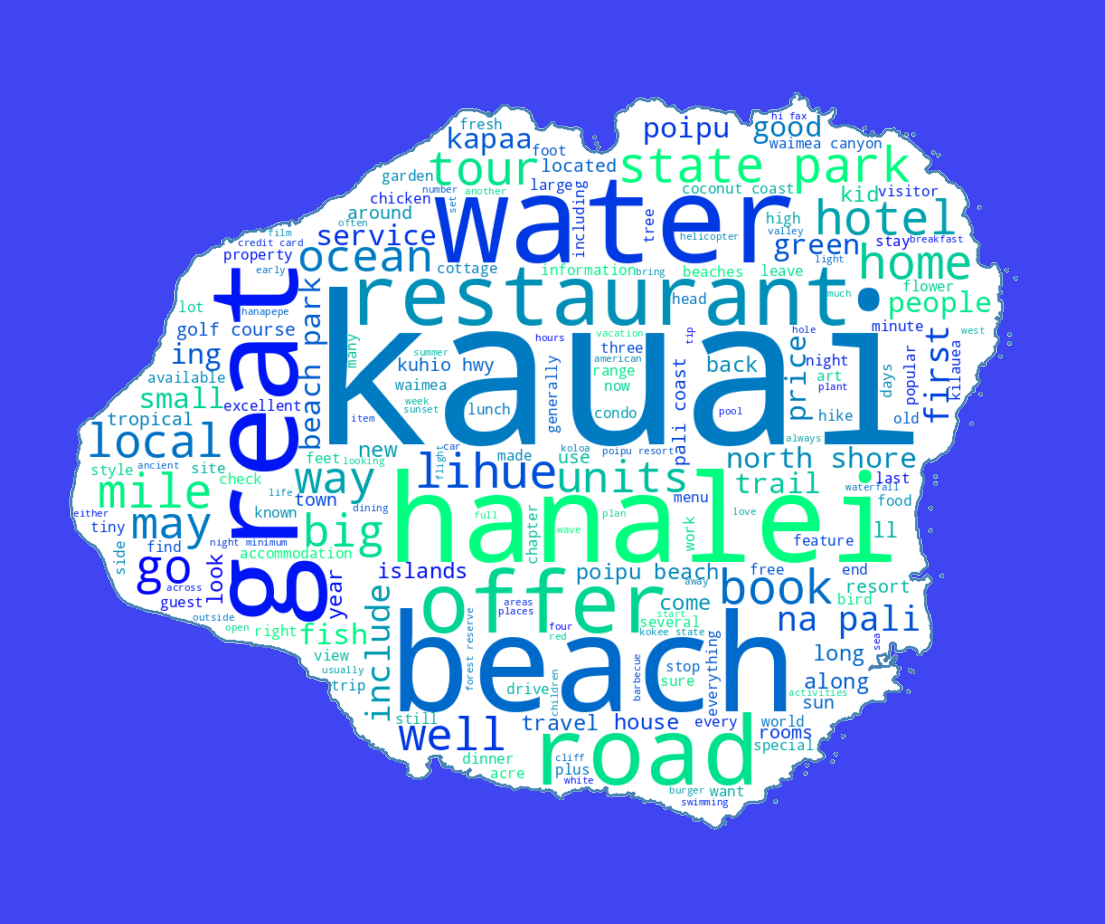 hi fax
fresh
poipu
good
kapaa
foot
waimea canyon
tour
located
state park
garden
large
coconut coast
kid
visitor
number
another
chicken
set
water
including
tree
high
hotel
around
often
film
valley
service
helicopter
green
stay
breakfast
credit card
property
ocean
cottage
information
bring
beaches
leave
light
home
early
flower
lot
great
restaurant
head
much
people
hanapepe
beach park
golf course
kauai
many
hours
vacation
tip
hole
minute
west
first
ing
summer
three
american
price
night
popular
kilauea
kuhio hwy
generally
range
back
art
days
available
waimea
now
pali coast
plant
small
week
sunset
excellent
lunch
condo
pool
hike
old
tropical
item
always
local
new
car
flight
made
koloa
use
poipu resort
north shore
feet
looking
style
ancient
site
check
way
lihue
units
trail
last
waterfall
mile
life
known
town
menu
food
either
may
big
dining
hanalei
full
chapter
plan
love
tiny
wave
work
feature
ll
side
find
night minimum
accommodation
go
look
year
islands
poipu beach
free
end
across
guest
include
offer
areas
places
away
come
book
resort
bird
outside
start
open
right
fish
four
red
kokee state
several
na pali
forest reserve
everything
sea
view
usually
beach
barbecue
stop
long
trip
drive
children
sure
along
activities
sun
still
well
travel
house
every
world
rooms
road
special
dinner
cliff
acre
plus
white
burger
want
swimming